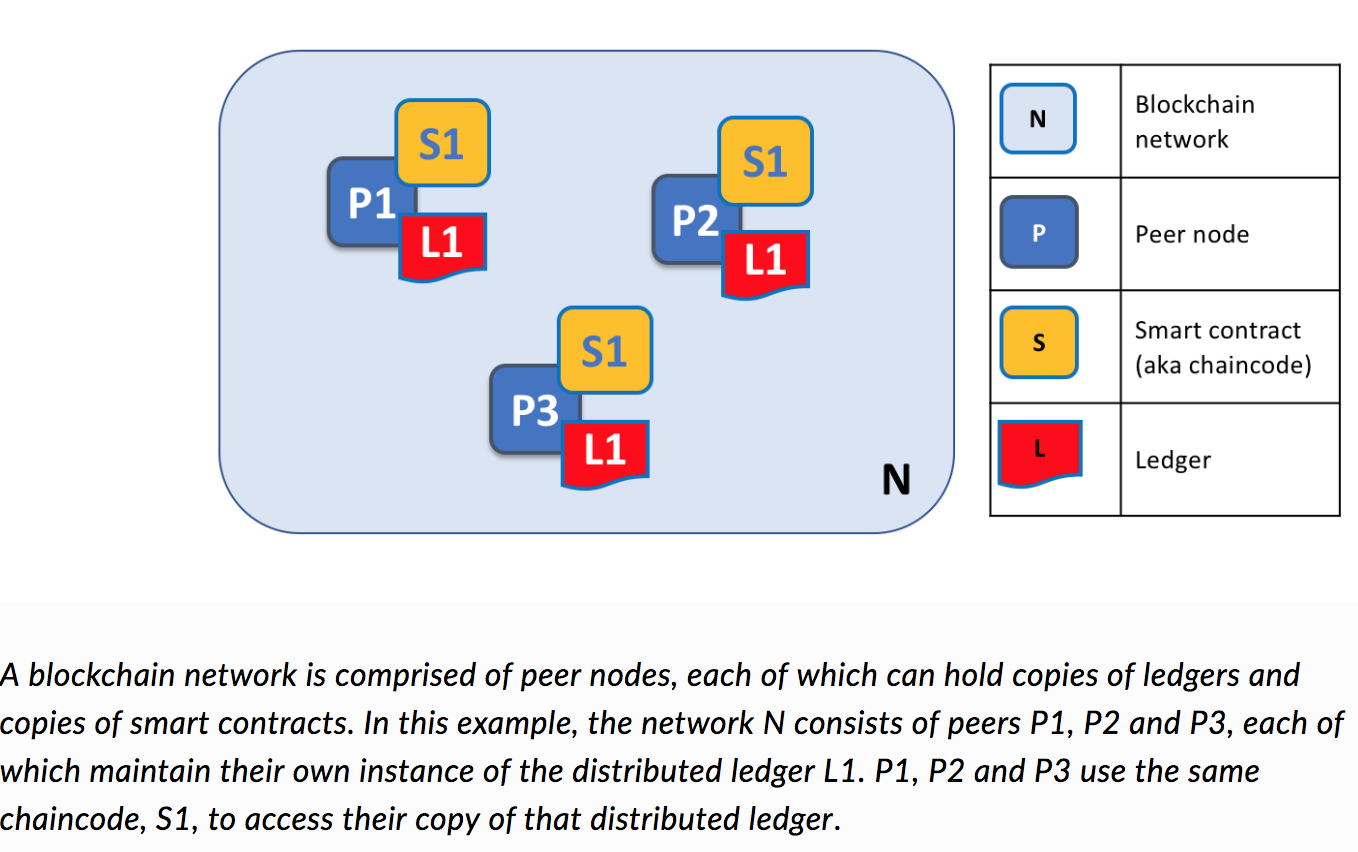 S1
P1
L1
S1
P2
L1
S1
P3
L1
N
N
Blockchain
network
P
Peer node
S
Smart contract
(aka chaincode)
L
Ledger
A blockchain network is comprised of peer nodes, each of which can hold copies of ledgers and
copies of smart contracts. In this example, the network N consists of peers P1, P2 and P3, each of
which maintain their own instance of the distributed ledger L1. P1, P2 and P3 use the same
chaincode, S1, to access their copy of that distributed ledger.